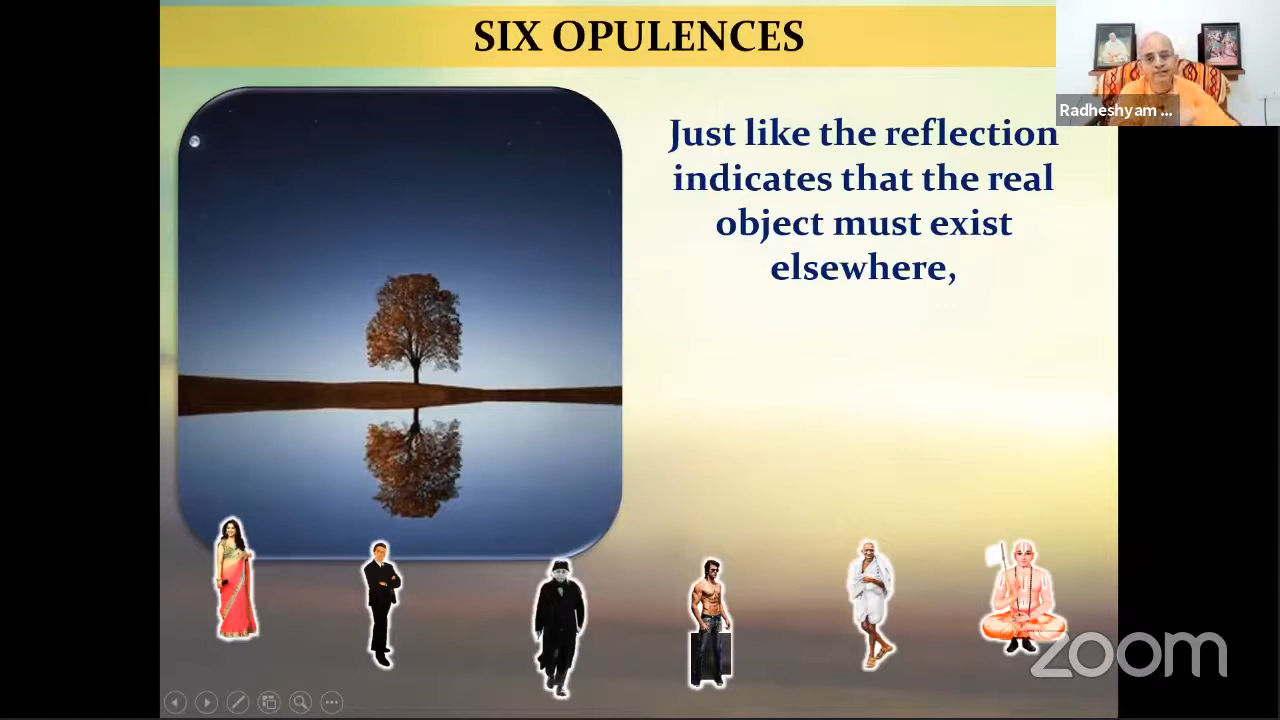 SIX OPULENCES
Radheshyam ...
Just like the reflection
indicates that the real
object must exist
elsewhere,
zoom